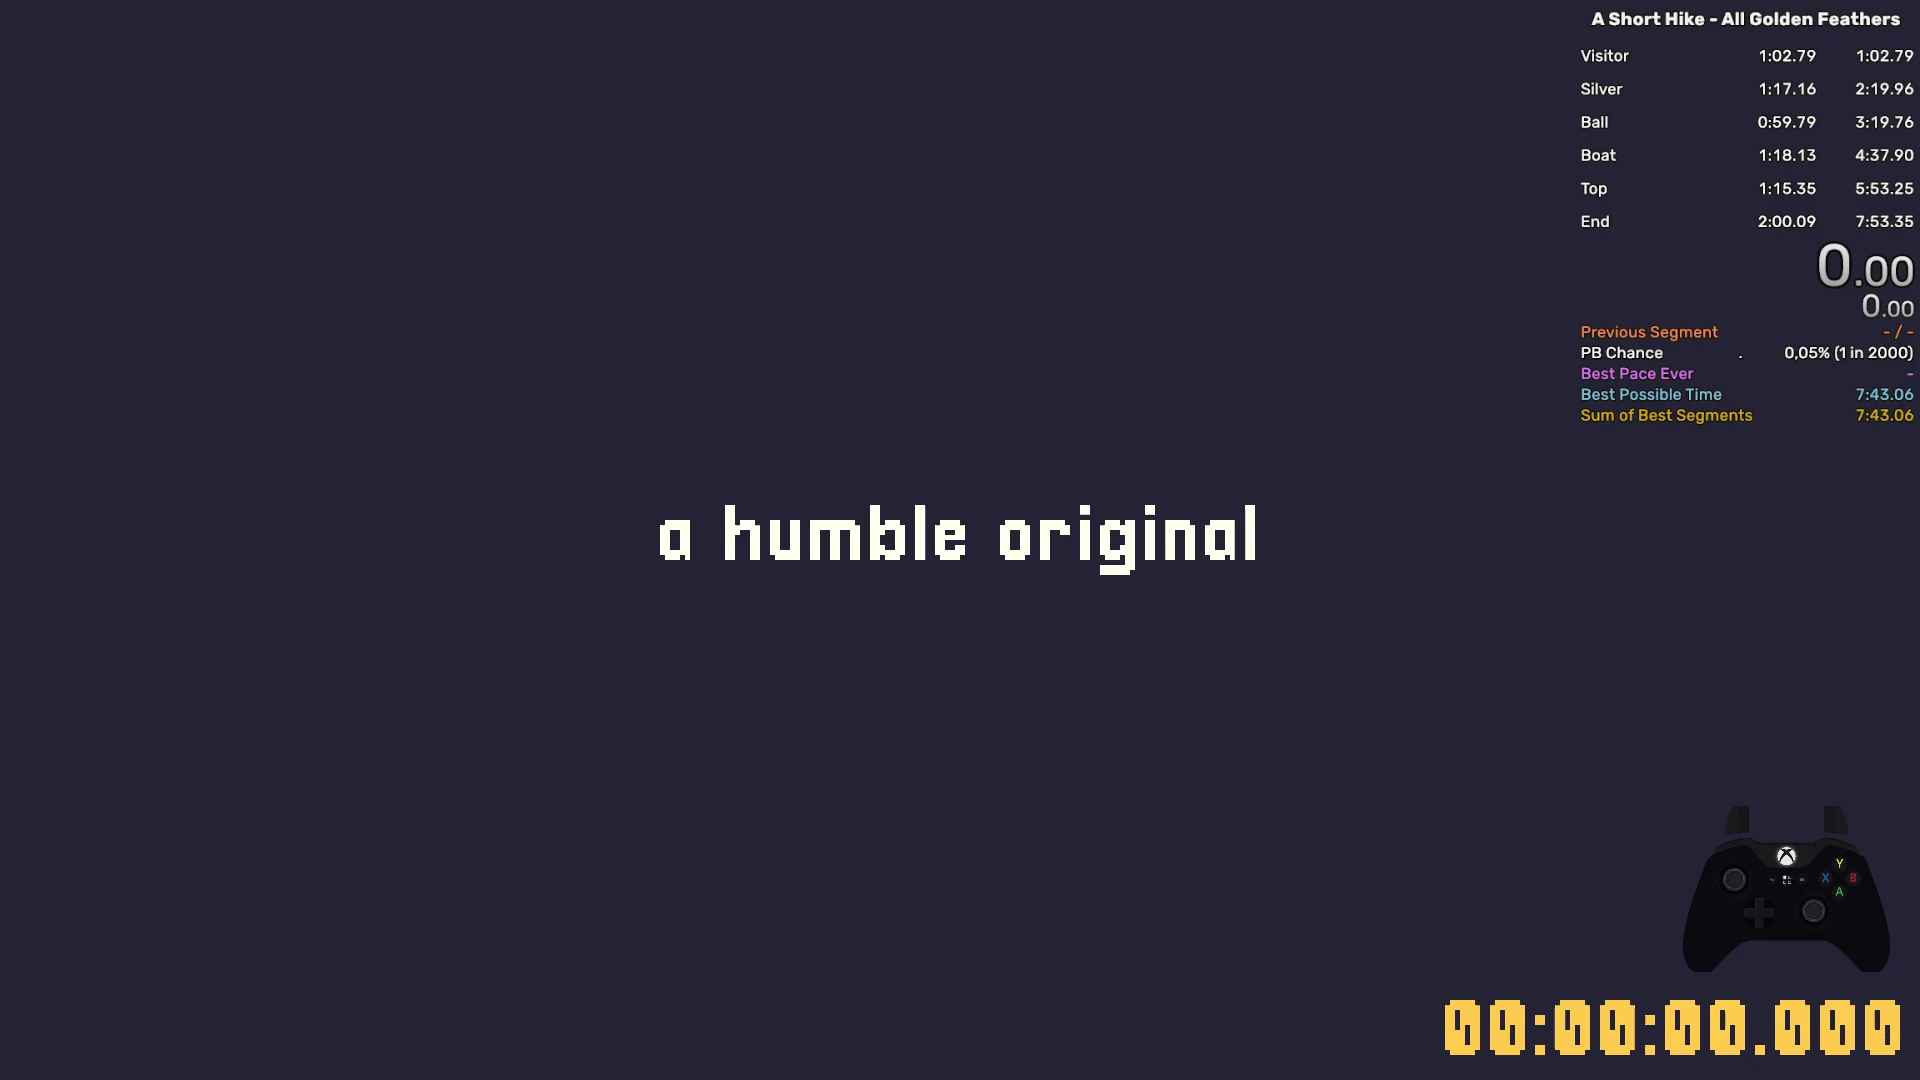 A Short Hike - All Golden Feathers
Visitor 1:02.79 1:02.79
Silver 1:17.16 2:19.96
Ball 0:59.79 3:19.76
Boat 1:18.13 4:37.90
Top 1:15.35 5:53.25
End 2:00.09 7:53.35
0.00
0.00
Previous Segment - / -
PB Chance . 0,05% (1 in 2000)
Best Pace Ever -
Best Possible Time 7:43.06
Sum of Best Segments 7:43.06
a humble original
Y
X B
A
00:00:00.000